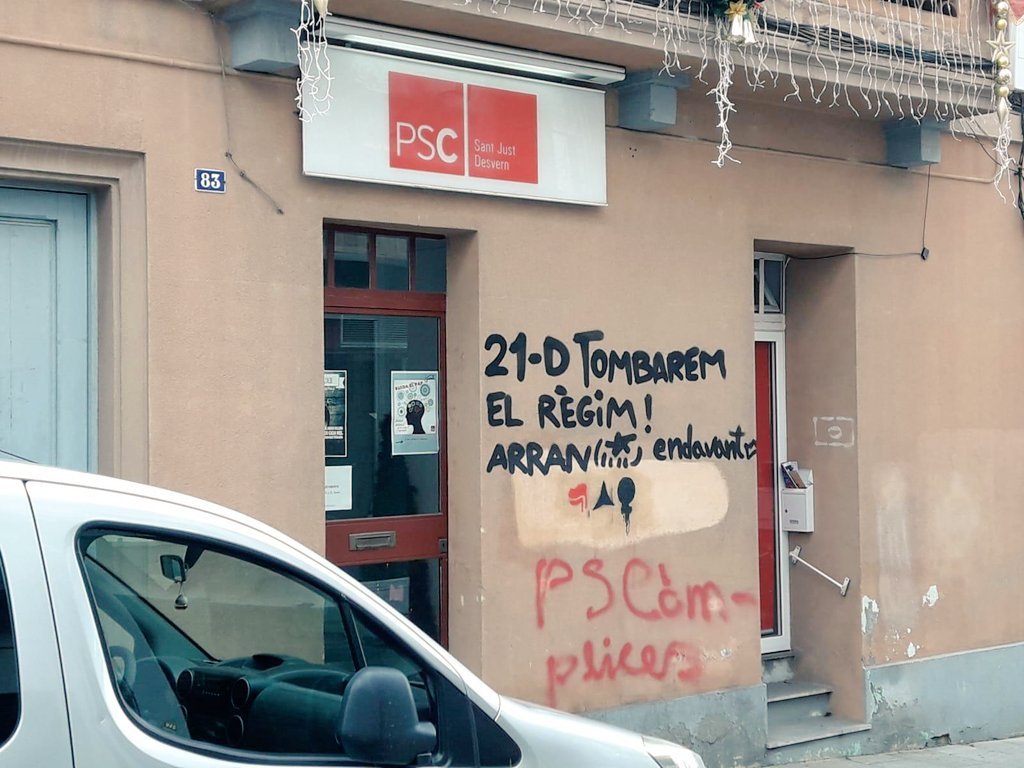 PSC
Sant Just
Desvern
83
21-D TOMBAREM
EL RÈGIM!
ARRAN endavant
PSCòm-
plices